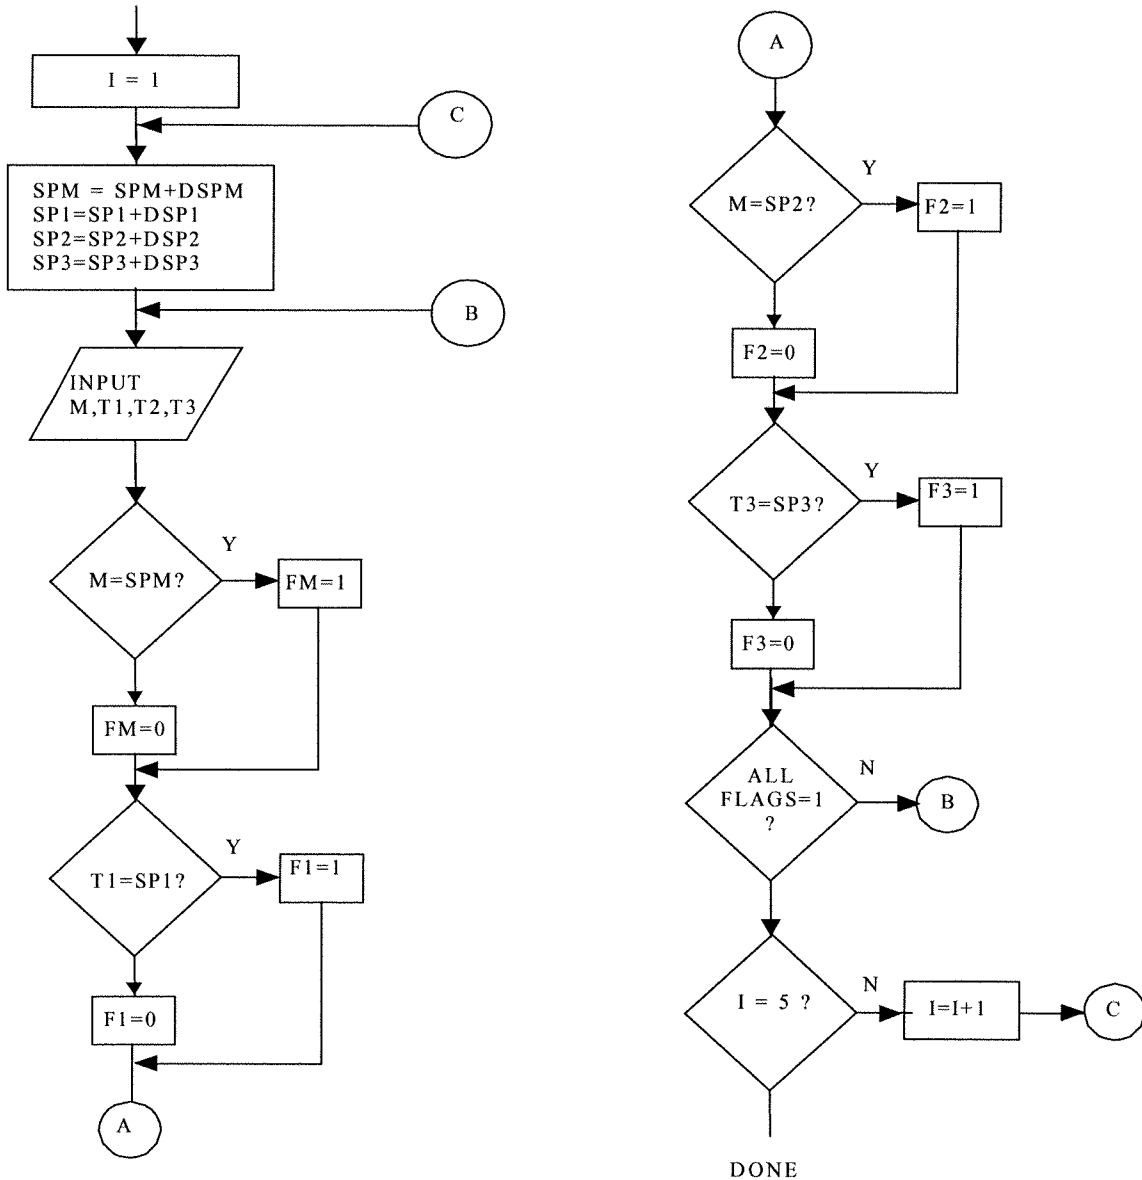 I = 1
C
SPM = SPM+DSPM
SP1=SP1+DSP1
SP2=SP2+DSP2
SP3=SP3+DSP3
B
INPUT
M,T1,T2,T3
M=SPM?
Y
FM=1
FM=0
T1=SP1?
Y
F1=1
F1=0
A
A
M=SP2?
Y
F2=1
F2=0
T3=SP3?
Y
F3=1
F3=0
ALL
FLAGS=1
?
N
B
I = 5 ?
N
I=I+1
C
DONE